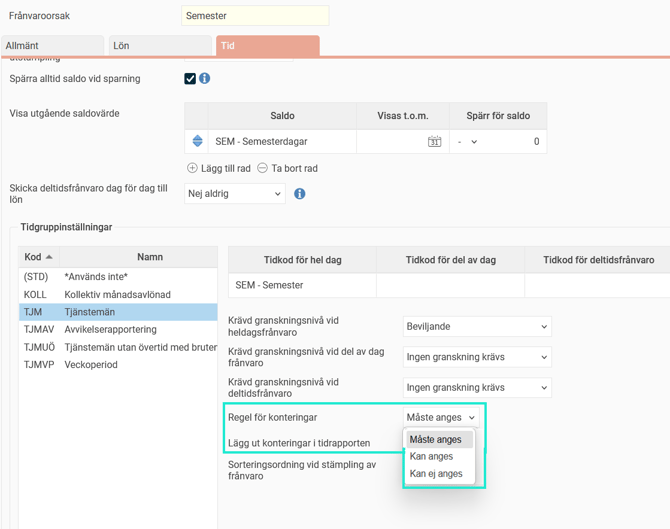 Frånvaroorsak
Semester
Allmänt
Lön
Tid
Spärra alltid saldo vid sparning
Visa utgående saldovärde
Saldo
Visas t.o.m.
Spärr för saldo
SEM - Semesterdagar
31
-
0
Lägg till rad
Ta bort rad
Skicka deltidsfrånvaro dag för dag till
lön
Nej aldrig
Tidgruppinställningar
Kod
Namn
(STD)
*Används inte*
KOLL
Kollektiv månadsavlönad
TJM
Tjänstemän
TJMAV
Avvikelserapportering
TJMUÖ
Tjänstemän utan övertid med bruten
TJMVP
Veckoperiod
Tidkod för hel dag
Tidkod för del av dag
Tidkod för deltidsfrånvaro
SEM - Semester
Krävd granskningsnivå vid
heldagsfrånvaro
Beviljande
Krävd granskningsnivå vid del av dag
frånvaro
Ingen granskning krävs
Krävd granskningsnivå vid
deltidsfrånvaro
Ingen granskning krävs
Regel för konteringar
Måste anges
Måste anges
Kan anges
Kan ej anges
Lägg ut konteringar i tidrapporten
Sorteringsordning vid stämpling av
frånvaro